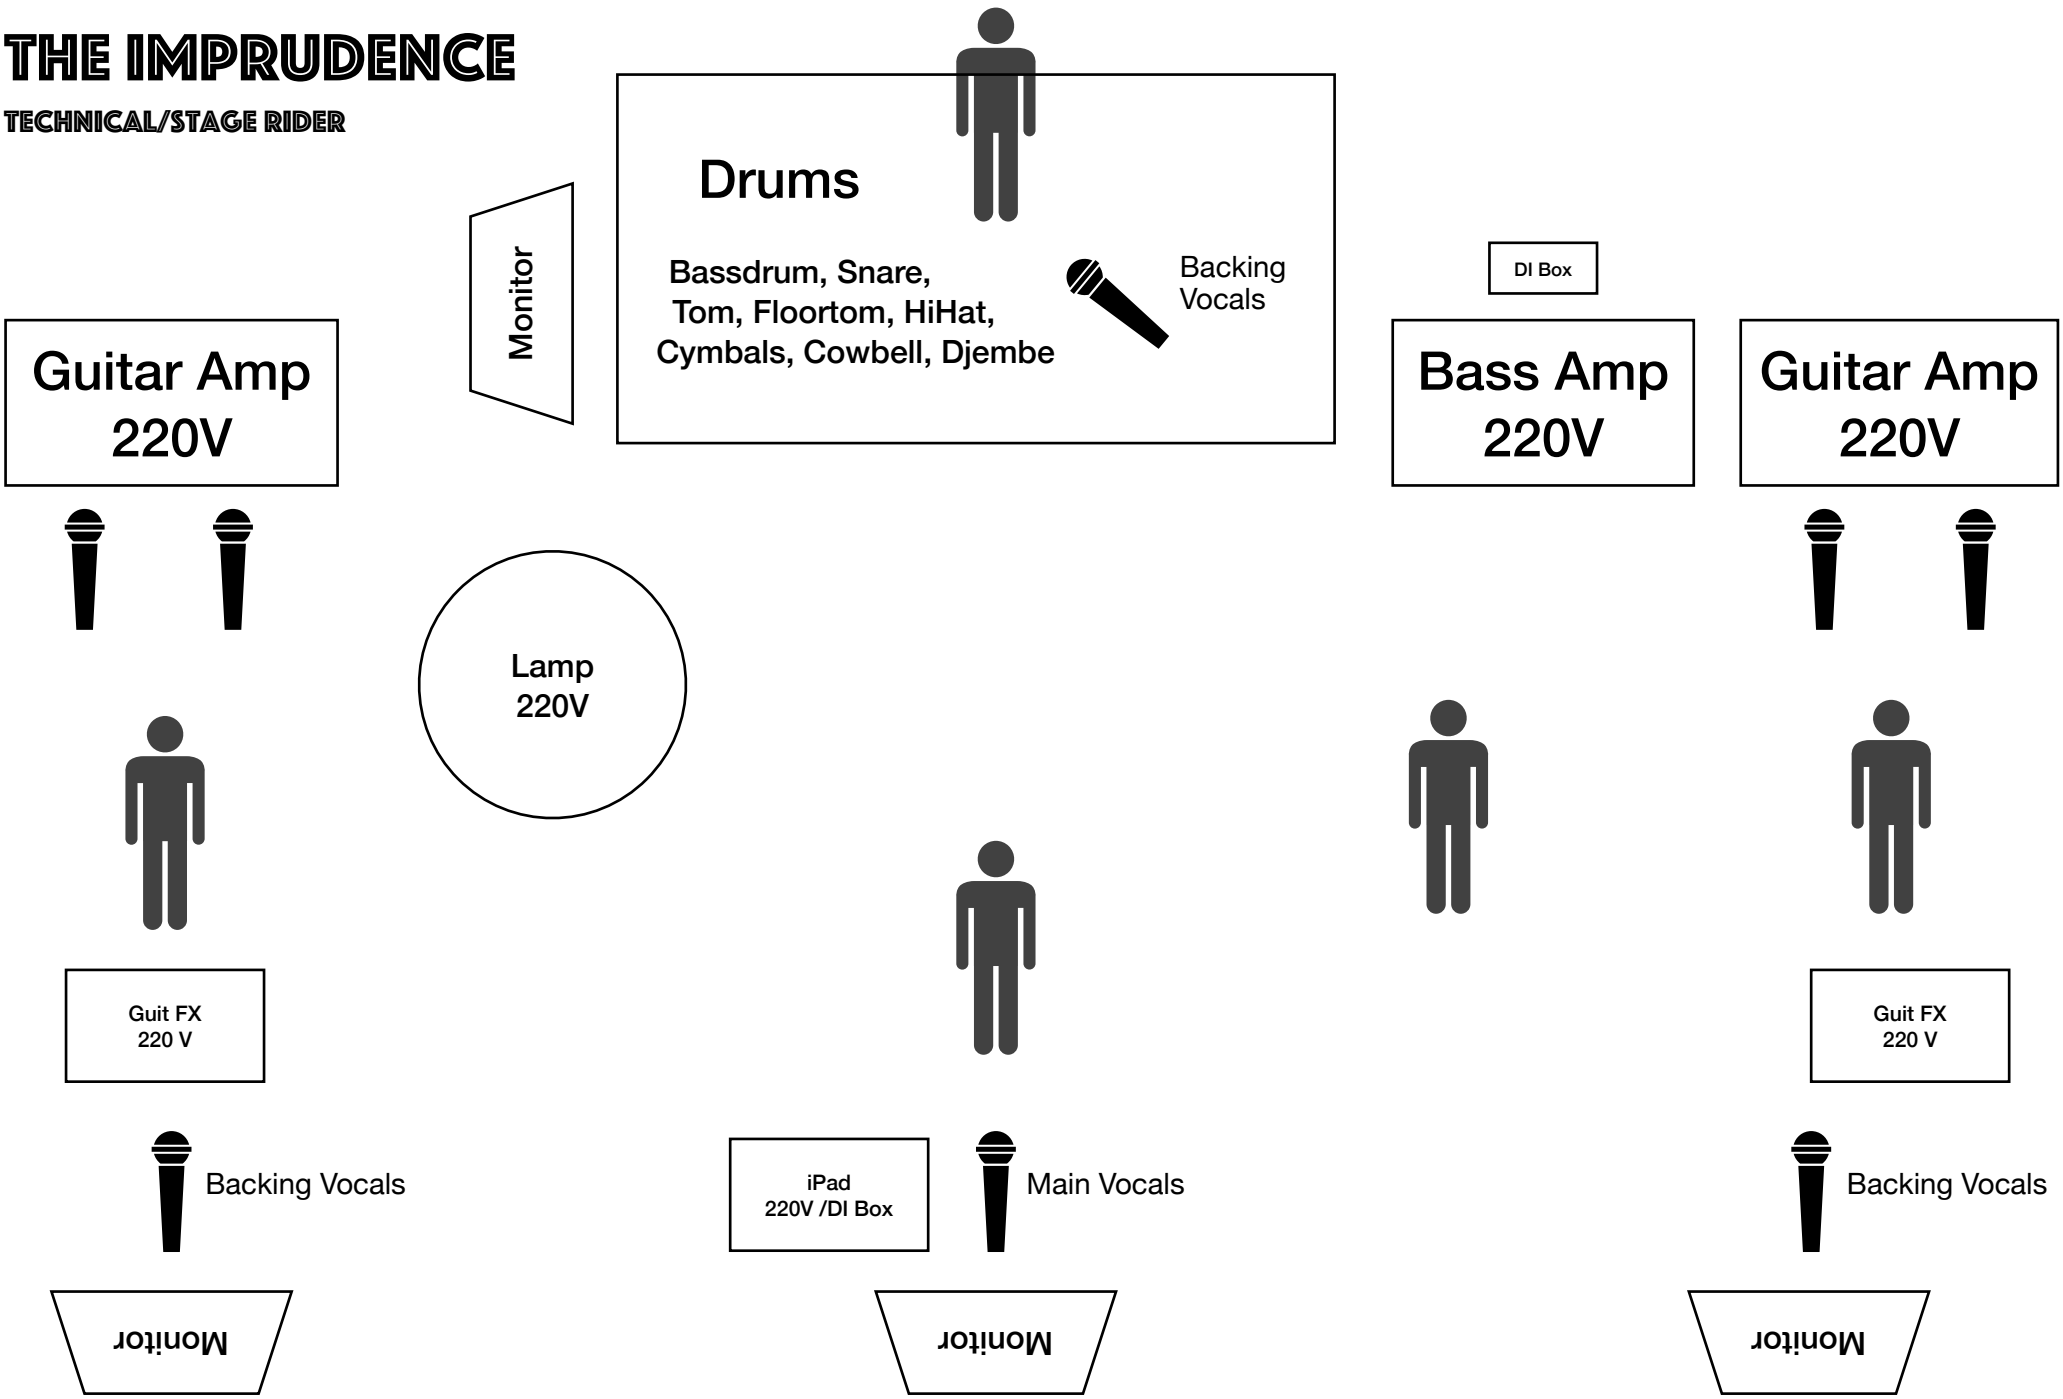 THE IMPRUDENCE
TECHNICAL/STAGE RIDER
Drums
Bassdrum, Snare,
Tom, Floortom, HiHat,
Cymbals, Cowbell, Djembe
Backing
Vocals
Monitor
DI Box
Guitar Amp
220V
Bass Amp
220V
Guitar Amp
220V
Lamp
220V
Guit FX
220 V
Guit FX
220 V
Backing Vocals
iPad
220V /DI Box
Main Vocals
Backing Vocals
Monitor
Monitor
Monitor